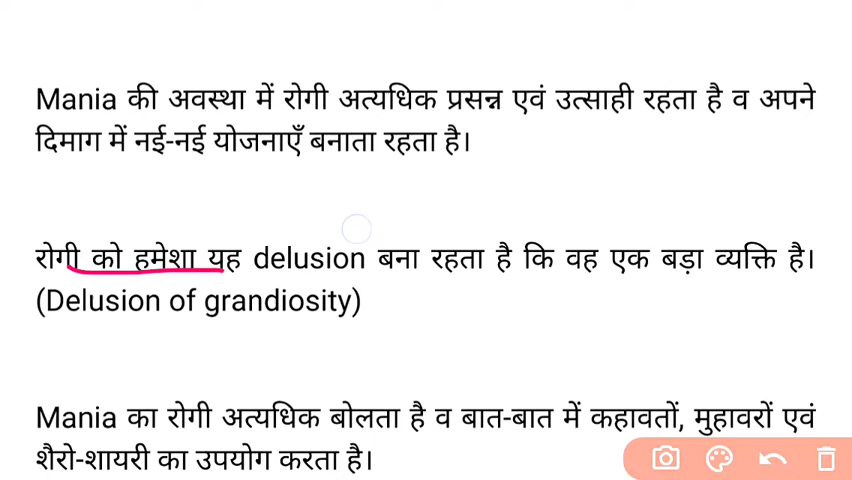 Mania की अवस्था में रोगी अत्यधिक प्रसन्न एवं उत्साही रहता है व अपने
दिमाग में नई-नई योजनाएँ बनाता रहता है।
रोगी को हमेशा यह delusion बना रहता है कि वह एक बड़ा व्यक्ति है।
(Delusion of grandiosity)
Mania का रोगी अत्यधिक बोलता है व बात-बात में कहावतों, मुहावरों एवं
शैरो-शायरी का उपयोग करता है।